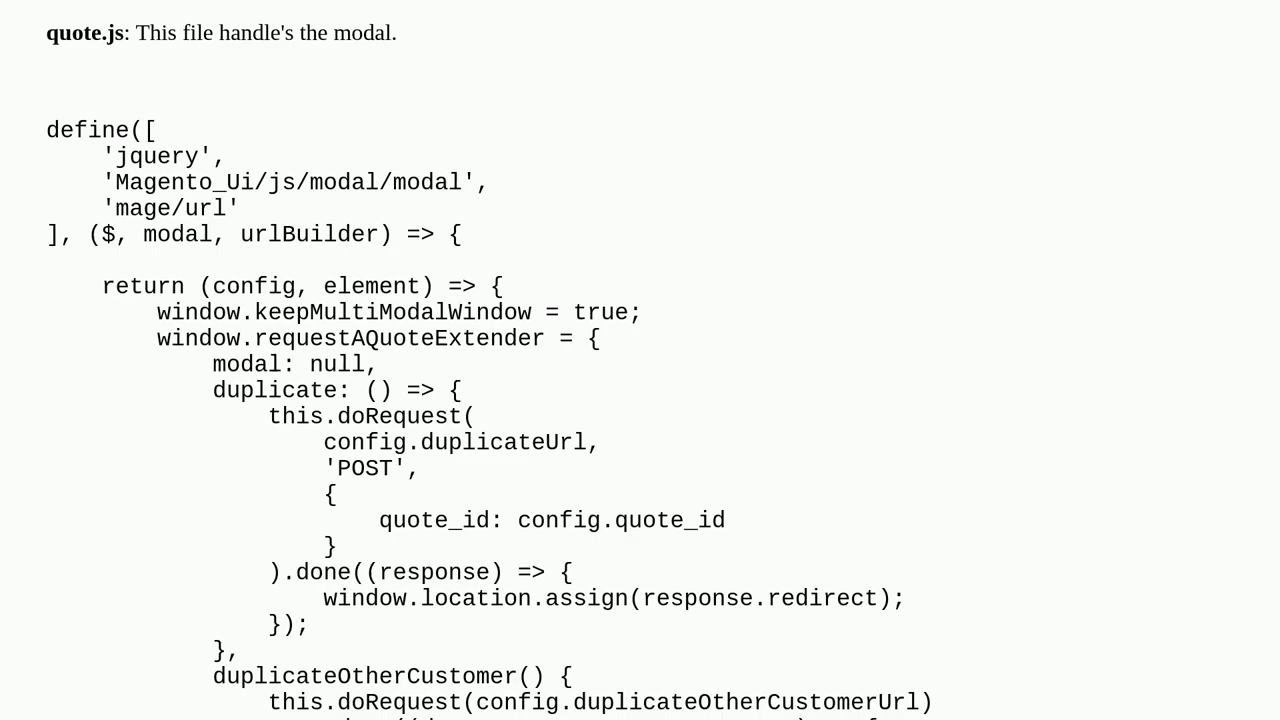 quote.js: This file handle's the modal.
define([
    'jquery',
    'Magento_Ui/js/modal/modal',
    'mage/url'
], ($, modal, urlBuilder) => {
    return (config, element) => {
        window.keepMultiModalWindow = true;
        window.requestAQuoteExtender = {
            modal: null,
            duplicate: () => {
                this.doRequest(
                    config.duplicateUrl,
                    'POST',
                    {
                        quote_id: config.quote_id
                    }
                ).done((response) => {
                    window.location.assign(response.redirect);
                });
            },
            duplicateOtherCustomer() {
                this.doRequest(config.duplicateOtherCustomerUrl)